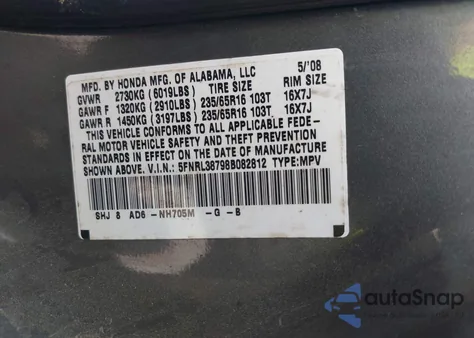 MFD. BY HONDA MFG. OF ALABAMA, LLC 5/'08
GVWR 2730KG (6019LBS) TIRE SIZE RIM SIZE
GAWR F 1320KG (2910LBS) 235/65R16 103T 16X7J
GAWR R 1450KG (3197LBS) 235/65R16 103T 16X7J
THIS VEHICLE CONFORMS TO ALL APPLICABLE FEDE-
RAL MOTOR VEHICLE SAFETY AND THEFT PREVENTION
STANDARDS IN EFFECT ON THE DATE OF MANUFACTURE
SHOWN ABOVE. V.I.N.: 5FNRL38798B082812 TYPE:MPV
SHJ 8 AD6-NH705M -G-B
autoSnap